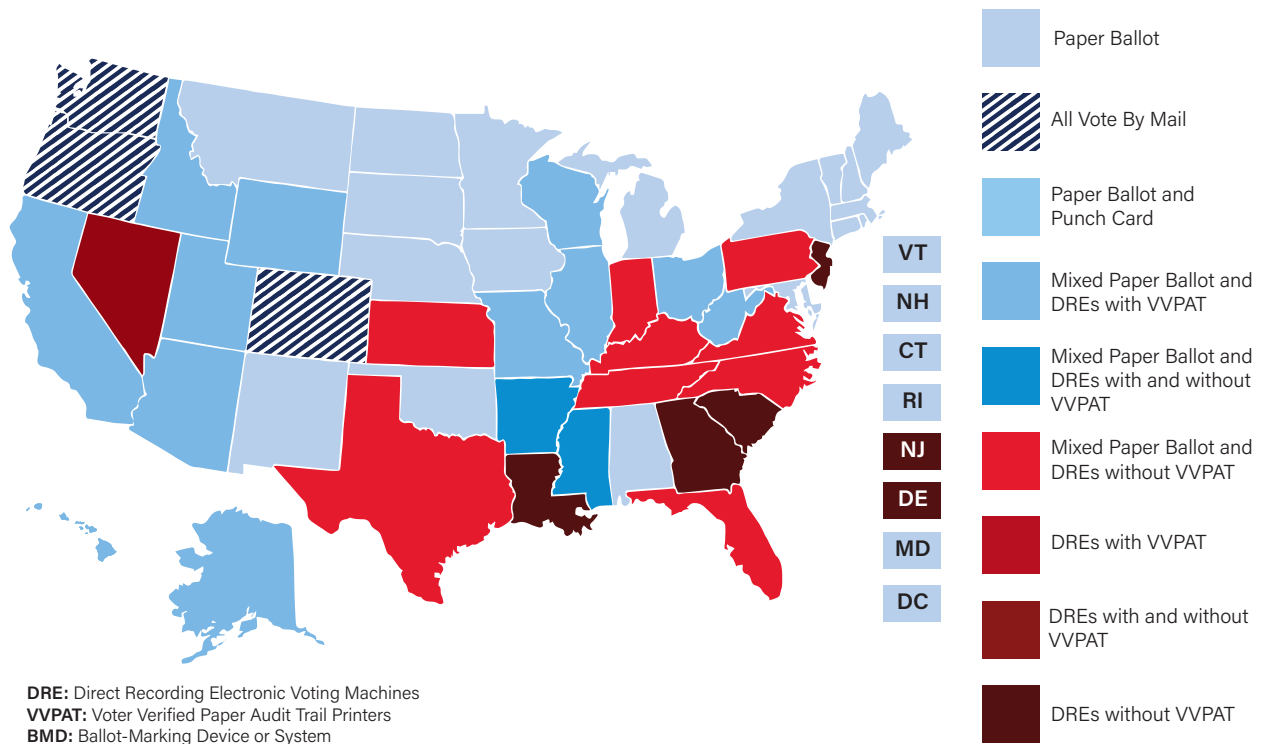 Paper Ballot
All Vote By Mail
Paper Ballot and
Punch Card
Mixed Paper Ballot and
DREs with VVPAT
Mixed Paper Ballot and
DREs with and without
VVPAT
Mixed Paper Ballot and
DREs without VVPAT
DREs with VVPAT
DREs with and without
VVPAT
DREs without VVPAT
VT
NH
CT
RI
NJ
DE
MD
DC
DRE: Direct Recording Electronic Voting Machines
VVPAT: Voter Verified Paper Audit Trail Printers
BMD: Ballot-Marking Device or System